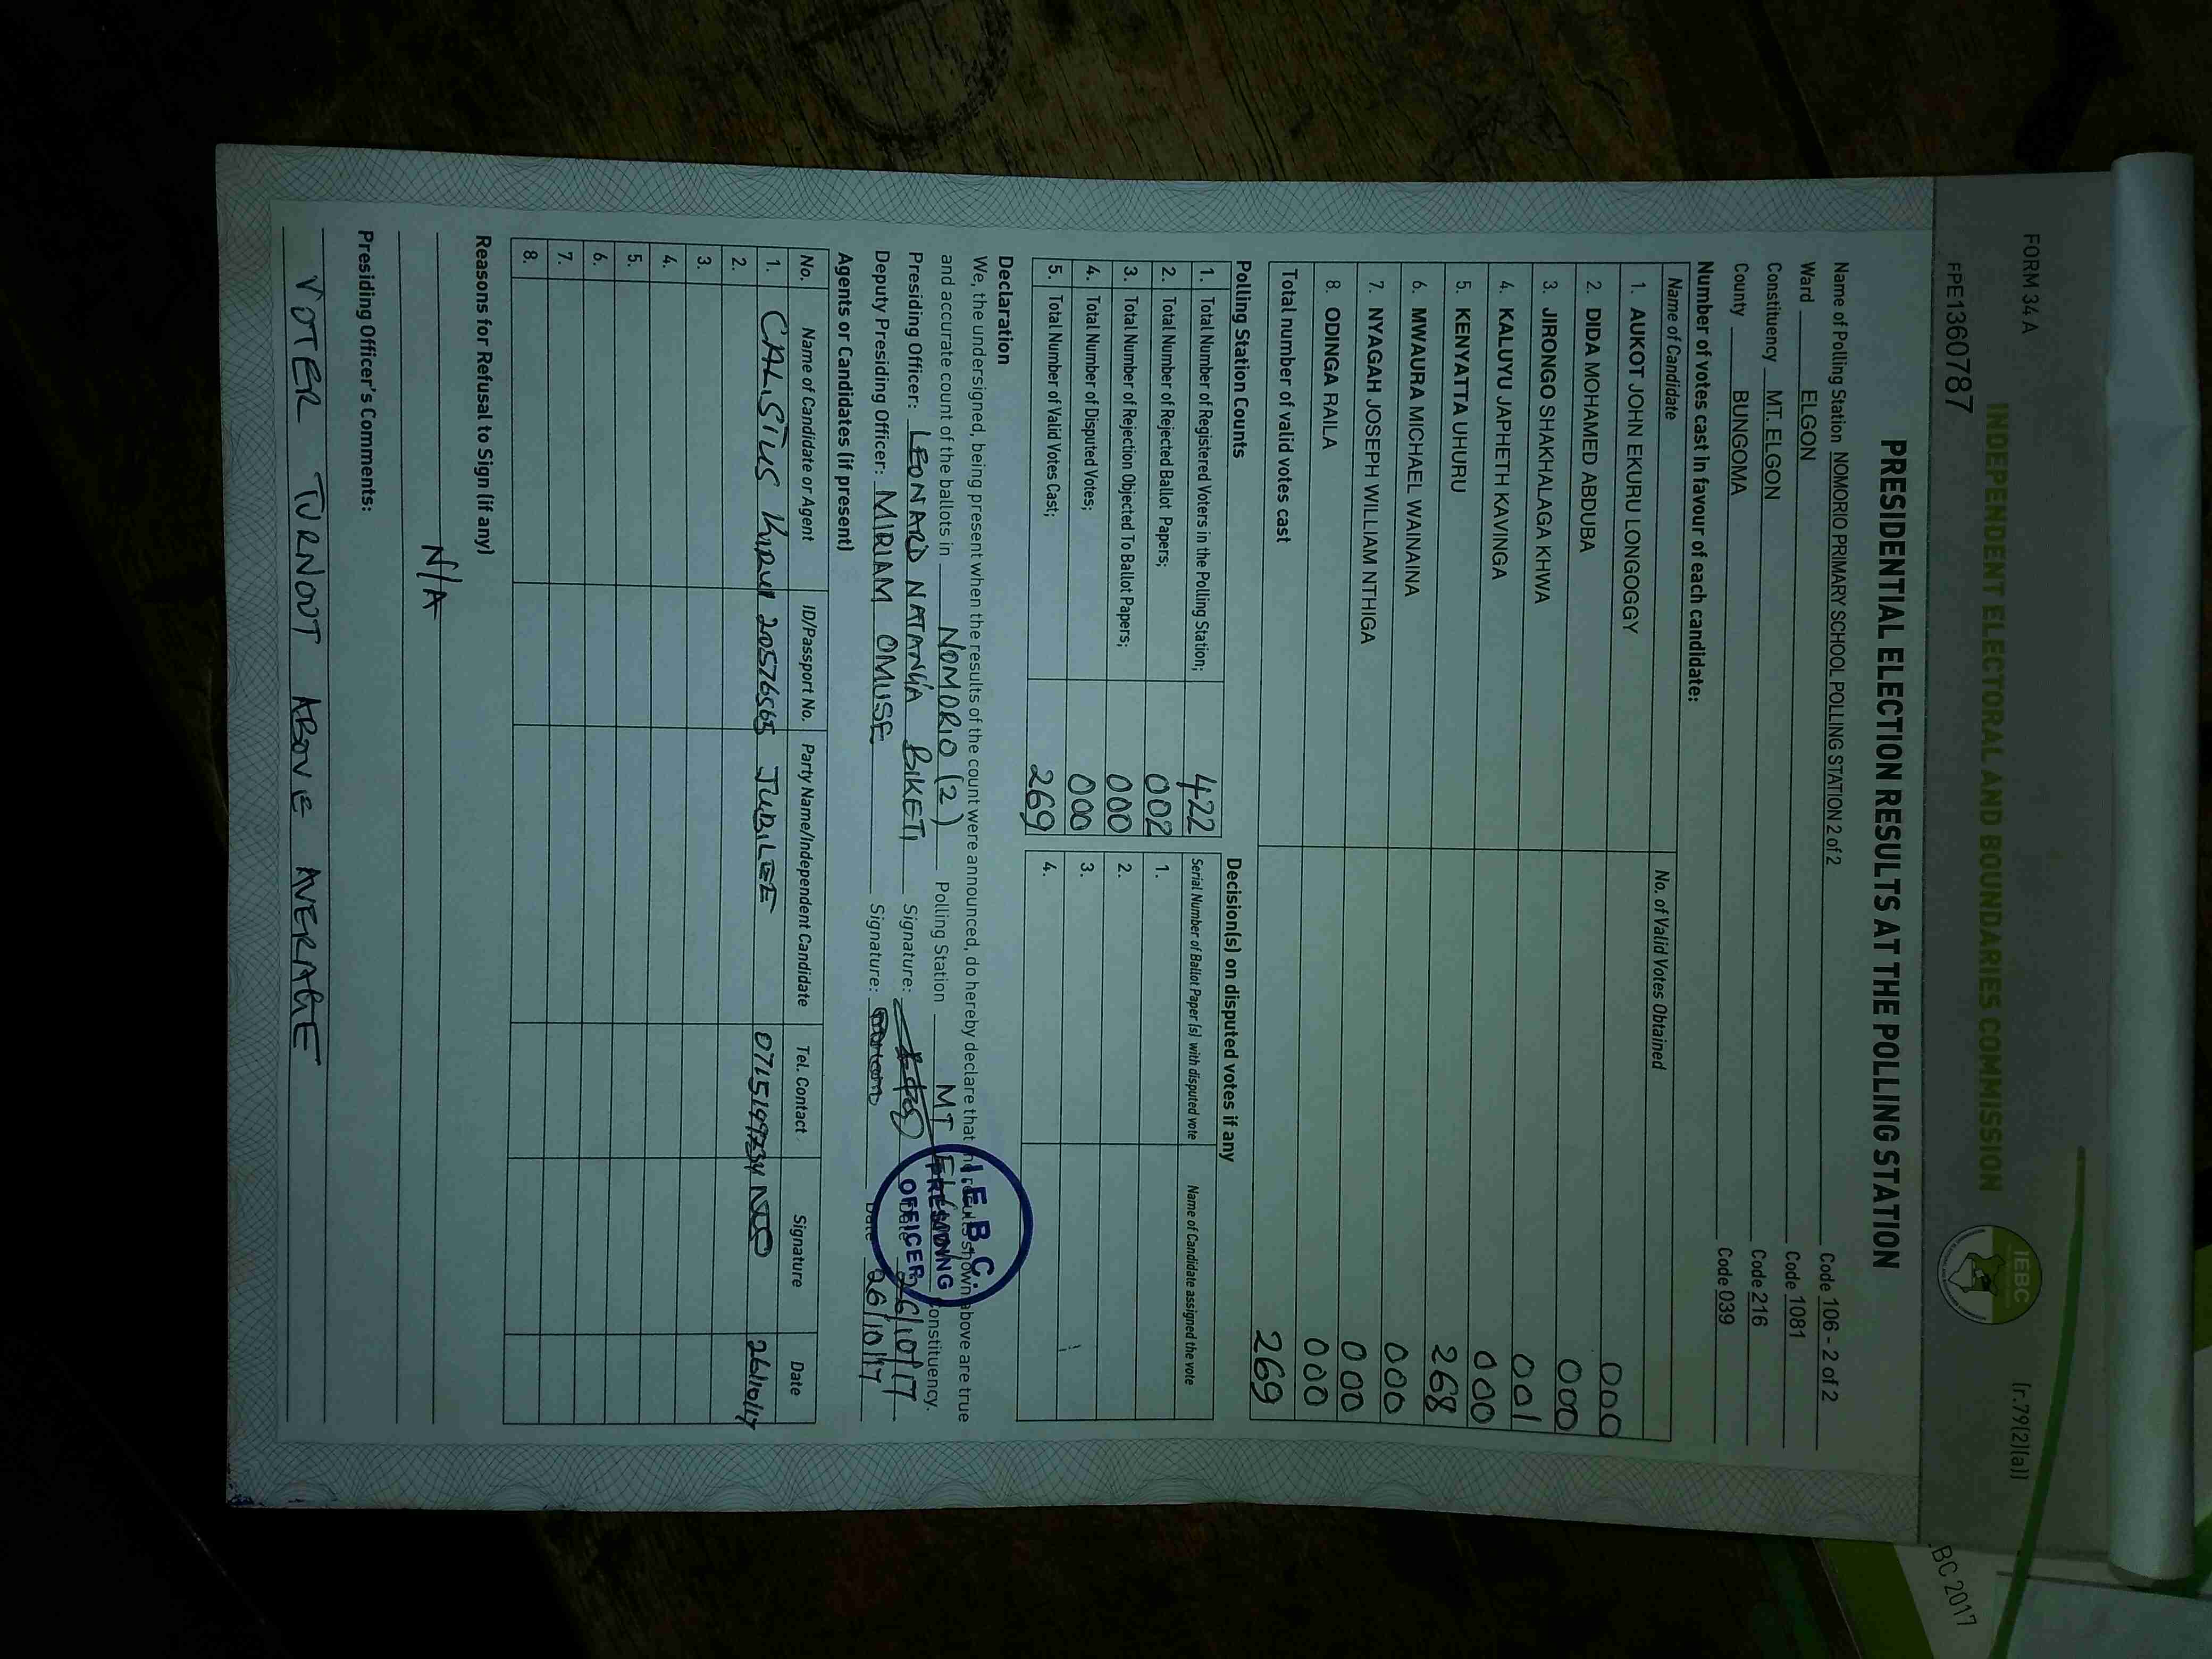 FORM 34 A
[r.79(2)(a)]
INDEPENDENT ELECTORAL AND BOUNDARIES COMMISSION
IEBC
FPE1360787
PRESIDENTIAL ELECTION RESULTS AT THE POLLING STATION
Name of Polling Station NOMORIO PRIMARY SCHOOL POLLING STATION 2 of 2 Code 106 - 2 of 2
Ward ELGON Code 1081
Constituency MT. ELGON Code 216
County BUNGOMA Code 039
Number of votes cast in favour of each candidate:
Name of Candidate No. of Valid Votes Obtained
1. AUKOT JOHN EKURU LONGOGGY 000
2. DIDA MOHAMED ABDUBA 000
3. JIRONGO SHAKHALAGA KHWA 001
4. KALUYU JAPHETH KAVINGA 000
5. KENYATTA UHURU 268
6. MWAURA MICHAEL WAINAINA 000
7. NYAGAH JOSEPH WILLIAM NTHIGA 000
8. ODINGA RAILA 000
Total number of valid votes cast 269
Polling Station Counts Decision(s) on disputed votes if any
Serial Number of Ballot Paper (s) with disputed vote Name of Candidate assigned the vote
1. Total Number of Registered Voters in the Polling Station; 422
2. Total Number of Rejected Ballot Papers; 002 1.
3. Total Number of Rejection Objected To Ballot Papers; 000 2.
4. Total Number of Disputed Votes; 000 3.
5. Total Number of Valid Votes Cast; 269 4.
Declaration
We, the undersigned, being present when the results of the count were announced, do hereby declare that the results shown above are true
and accurate count of the ballots in NOMORIO (2) Polling Station MT Constituency.
Presiding Officer: LEONARD NATANGA BIKETI Signature: Date 26/10/17
Deputy Presiding Officer: MIRIAM OMUSE Signature: Date 26/10/17
I.E.B.C.
PRESIDING
OFFICER
Agents or Candidates (if present)
No. Name of Candidate or Agent ID/Passport No. Party Name/Independent Candidate Tel. Contact Signature Date
1. 20576565 JUBILEE 26/10/17
2.
3.
4.
5.
6.
7.
8.
Reasons for Refusal to Sign (if any)
N/A
Presiding Officer's Comments:
VOTER TURNOUT ABOVE AVERAGE
BC 2017